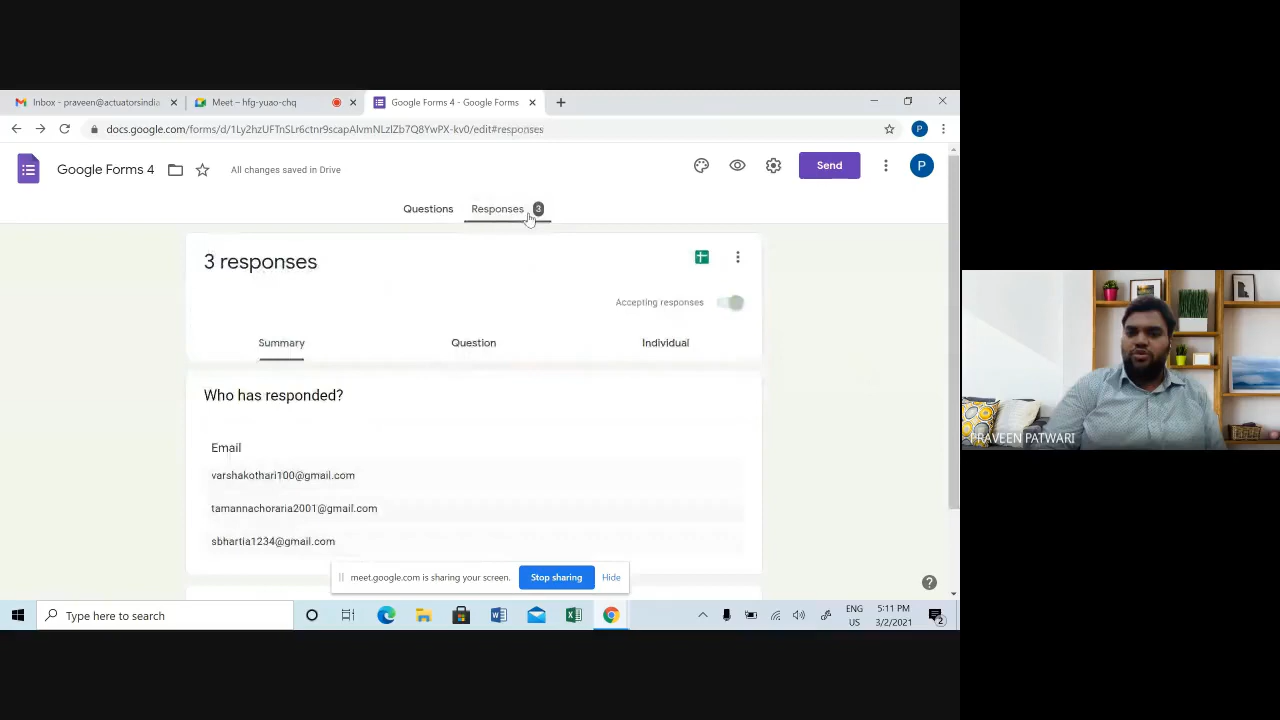 Inbox - praveen@actuatorsindia
Meet – hfg-yuao-chq
Google Forms 4 - Google Forms
docs.google.com/forms/d/1Ly2hzUFTnSLr6ctnr9scapAlvmNLzlZb7Q8YwPX-kv0/edit#responses
P
Google Forms 4
All changes saved in Drive
Send
P
Questions
Responses 3
3 responses
Accepting responses
Summary
Question
Individual
Who has responded?
Email
varshakothari100@gmail.com
tamannachoraria2001@gmail.com
sbhartia1234@gmail.com
meet.google.com is sharing your screen.
Stop sharing
Hide
Type here to search
ENG
US
5:11 PM
3/2/2021
2
PRAVEEN PATWARI